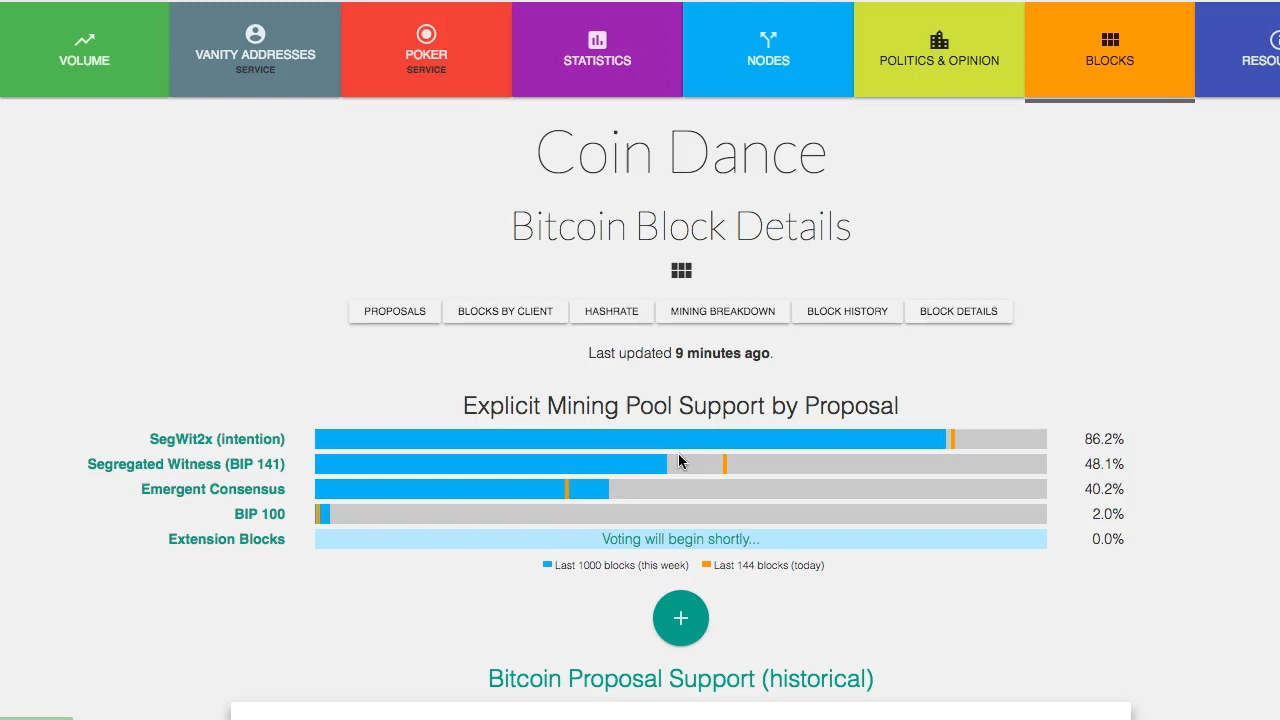 VOLUME
VANITY ADDRESSES
SERVICE
POKER
SERVICE
STATISTICS
NODES
POLITICS & OPINION
BLOCKS
Coin Dance
Bitcoin Block Details
PROPOSALS
BLOCKS BY CLIENT
HASHRATE
MINING BREAKDOWN
BLOCK HISTORY
BLOCK DETAILS
Last updated 9 minutes ago.
Explicit Mining Pool Support by Proposal
SegWit2x (intention) 86.2%
Segregated Witness (BIP 141) 48.1%
Emergent Consensus 40.2%
BIP 100 2.0%
Extension Blocks Voting will begin shortly... 0.0%
Last 1000 blocks (this week) Last 144 blocks (today)
+
Bitcoin Proposal Support (historical)